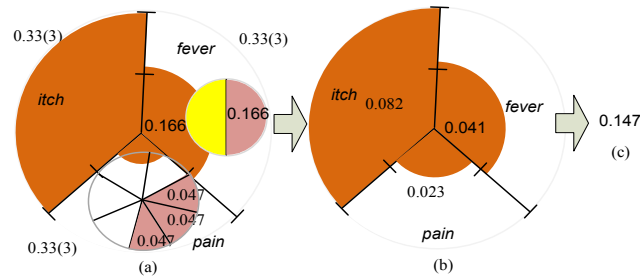 0.33(3)
fever
0.33(3)
itch
0.166
0.166
0.047
0.047
0.047
0.33(3)
pain
(a)
itch
0.082
fever
0.041
0.023
pain
(b)
0.147
(c)